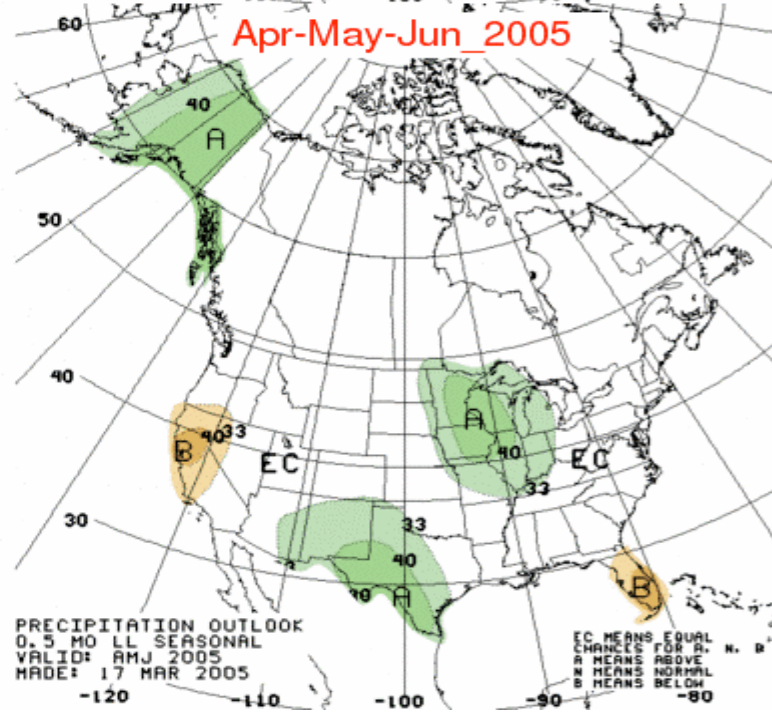 Apr-May-Jun_2005
60
70
40
A
50
40
A
40
33
B
EC
40
EC
33
33
30
40
A
B
PRECIPITATION OUTLOOK
0.5 MO LL SEASONAL
VALID: AMJ 2005
MADE: 17 MAR 2005
EC MEANS EQUAL
CHANCES FOR A, N, B
A MEANS ABOVE
N MEANS NORMAL
B MEANS BELOW
-120
-110
-100
-90
-80